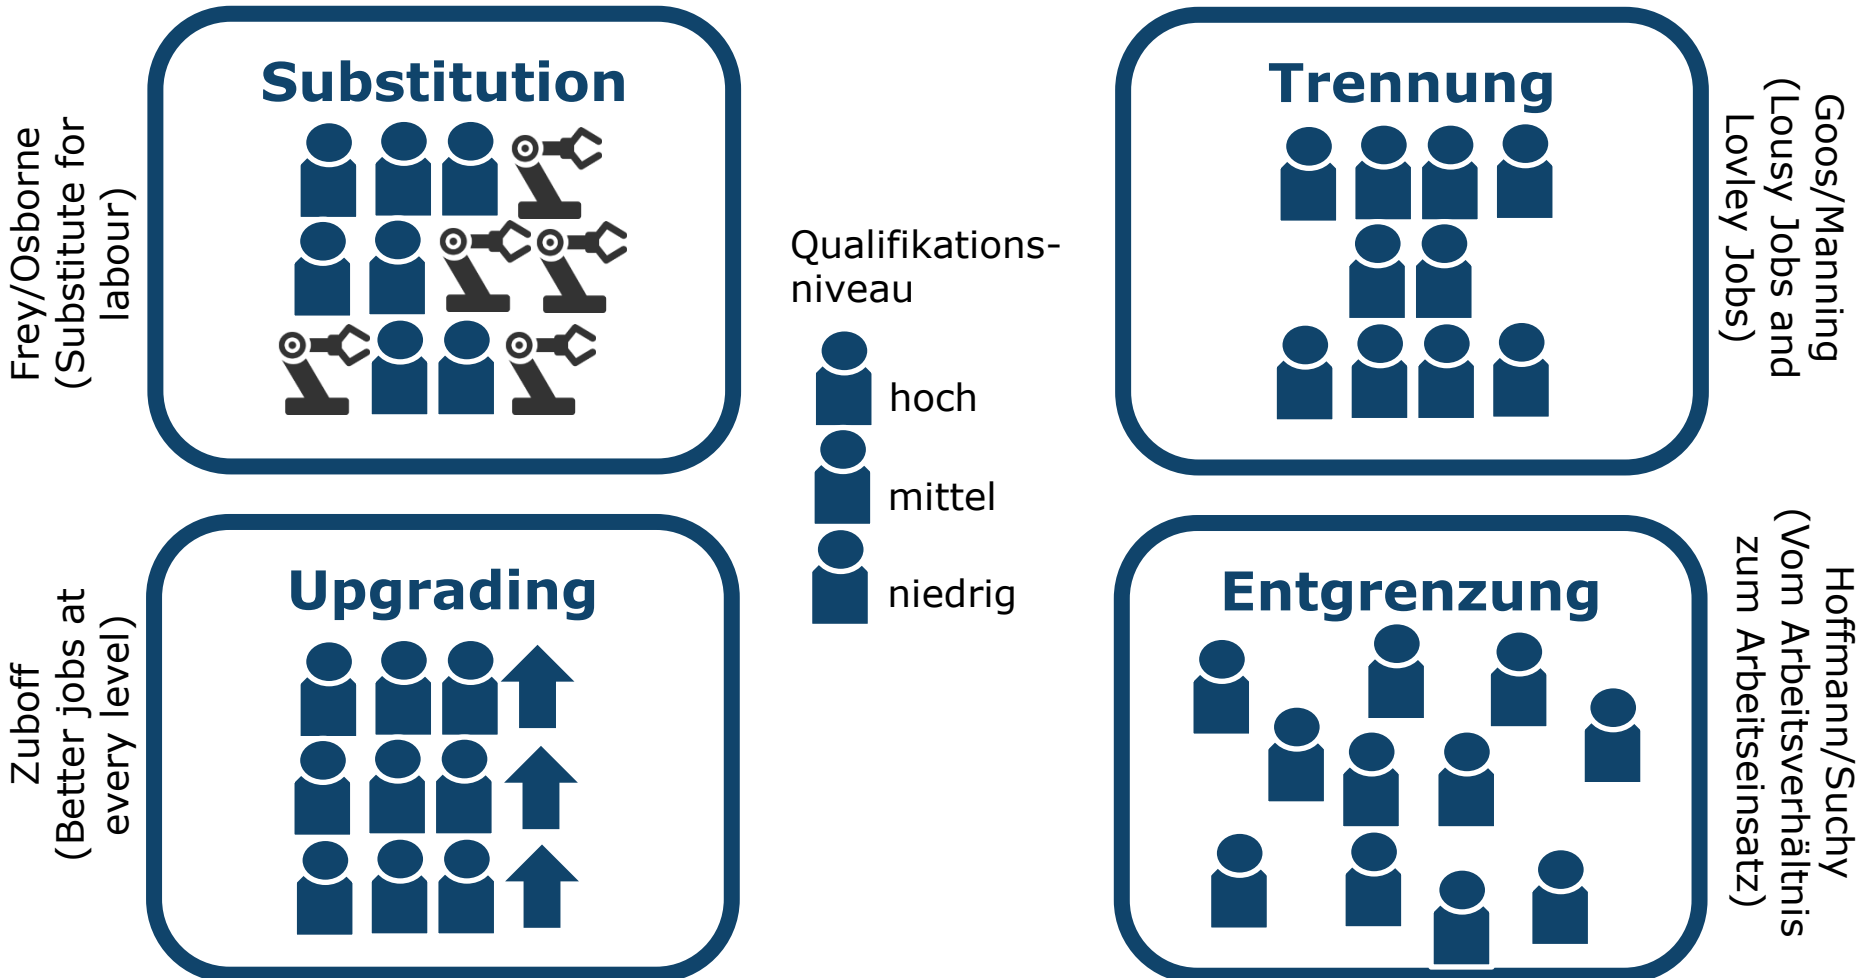 Substitution
Frey/Osborne
(Substitute for
labour)
Trennung
Goos/Manning
(Lousy Jobs and
Lovley Jobs)
Qualifikations-
niveau
hoch
mittel
niedrig
Upgrading
Zuboff
(Better jobs at
every level)
Entgrenzung
Hoffmann/Suchy
(Vom Arbeitsverhältnis
zum Arbeitseinsatz)